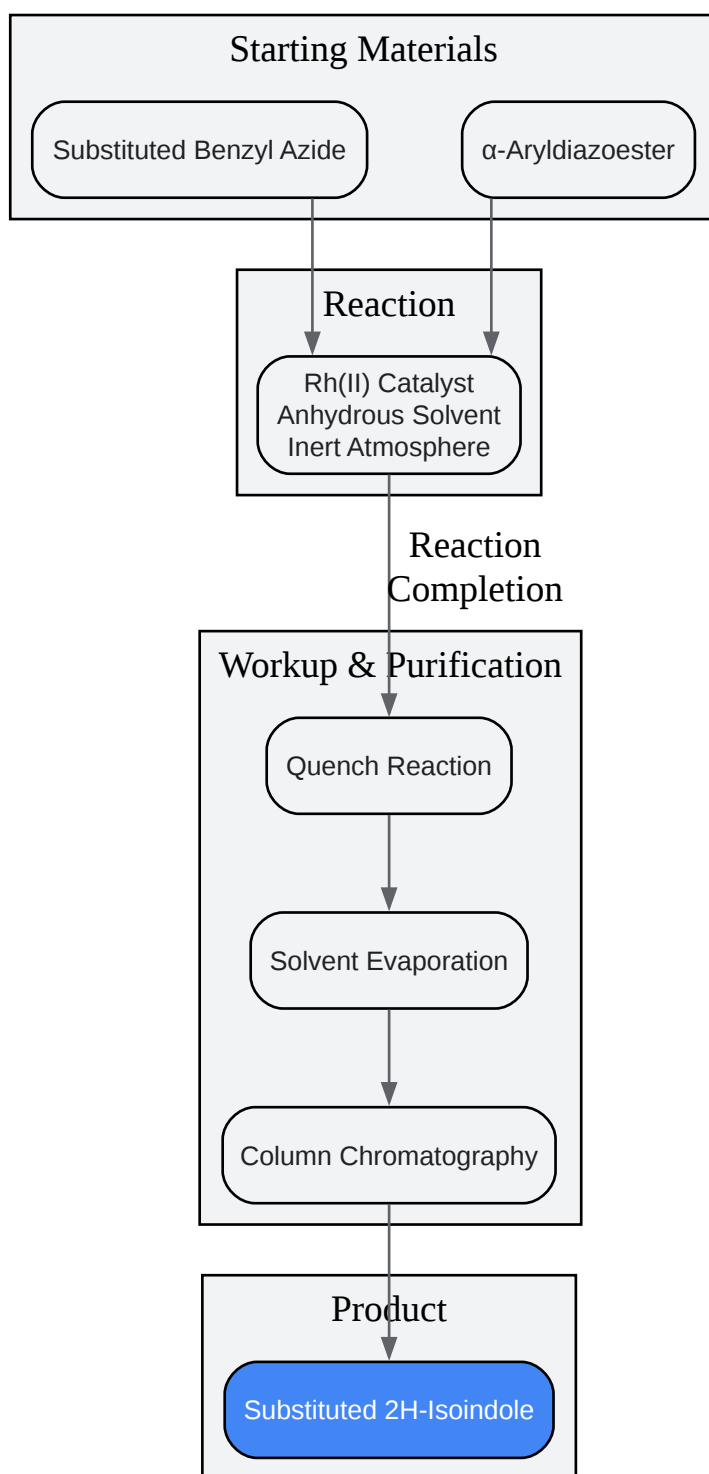 Starting Materials
Substituted Benzyl Azide
α-Aryldiazoester
Reaction
Rh(II) Catalyst
Anhydrous Solvent
Inert Atmosphere
Reaction
Completion
Workup & Purification
Quench Reaction
Solvent Evaporation
Column Chromatography
Product
Substituted 2H-Isoindole